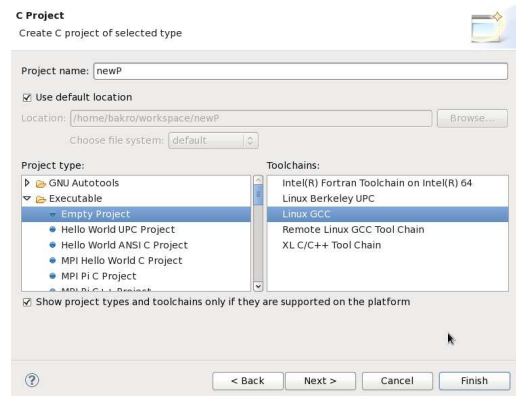 C Project
Create C project of selected type
Project name: newP
Use default location
Location: /home/bakro/workspace/newP Browse...
Choose file system: default
Project type:
GNU Autotools
Executable
Empty Project
Hello World UPC Project
Hello World ANSI C Project
MPI Hello World C Project
MPI Pi C Project
MPI Pi C++ Project
Toolchains:
Intel(R) Fortran Toolchain on Intel(R) 64
Linux Berkeley UPC
Linux GCC
Remote Linux GCC Tool Chain
XL C/C++ Tool Chain
Show project types and toolchains only if they are supported on the platform
? < Back Next > Cancel Finish